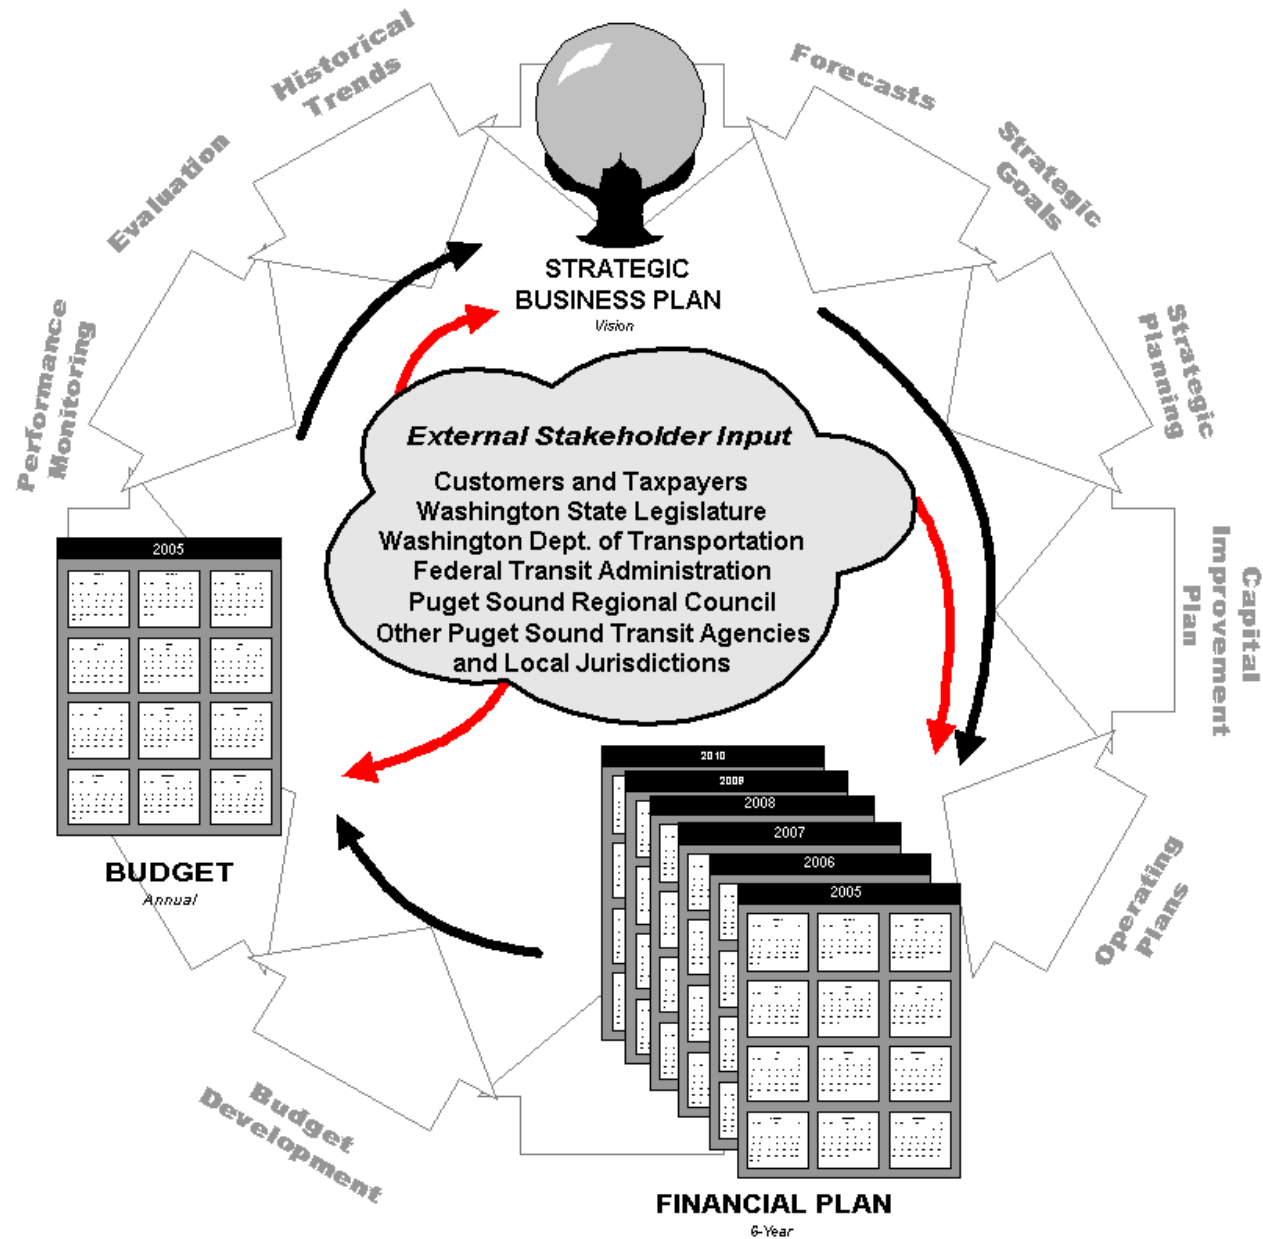 Historical
Trends
Forecasts
Strategic
Goals
Evaluation
Strategic
Planning
Performance
Monitoring
Capital
Improvement
Plan
Operating
Plans
Budget
Development
STRATEGIC
BUSINESS PLAN
Vision
External Stakeholder Input
Customers and Taxpayers
Washington State Legislature
Washington Dept. of Transportation
Federal Transit Administration
Puget Sound Regional Council
Other Puget Sound Transit Agencies
and Local Jurisdictions
2005
BUDGET
Annual
2010
2009
2008
2007
2006
2005
FINANCIAL PLAN
6-Year